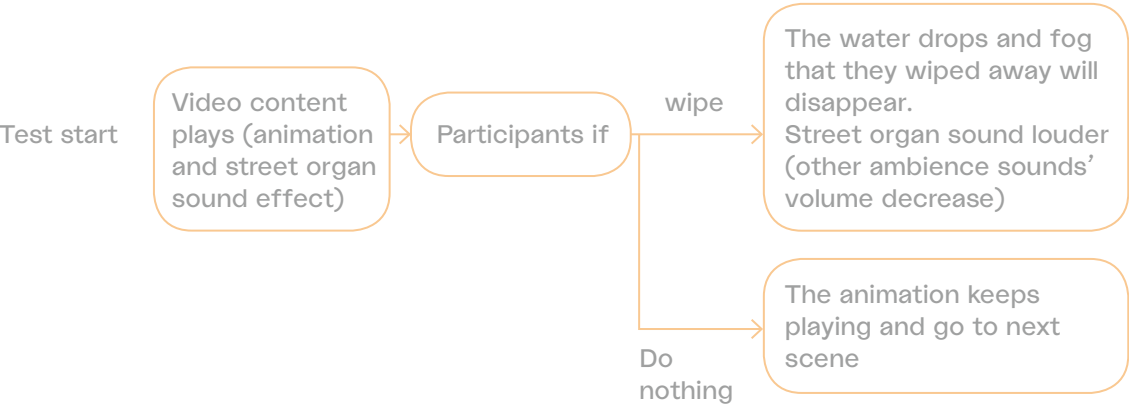 Test start
Video content
plays (animation
and street organ
sound effect)
Participants if
wipe
The water drops and fog
that they wiped away will
disappear.
Street organ sound louder
(other ambience sounds’
volume decrease)
Do
nothing
The animation keeps
playing and go to next
scene